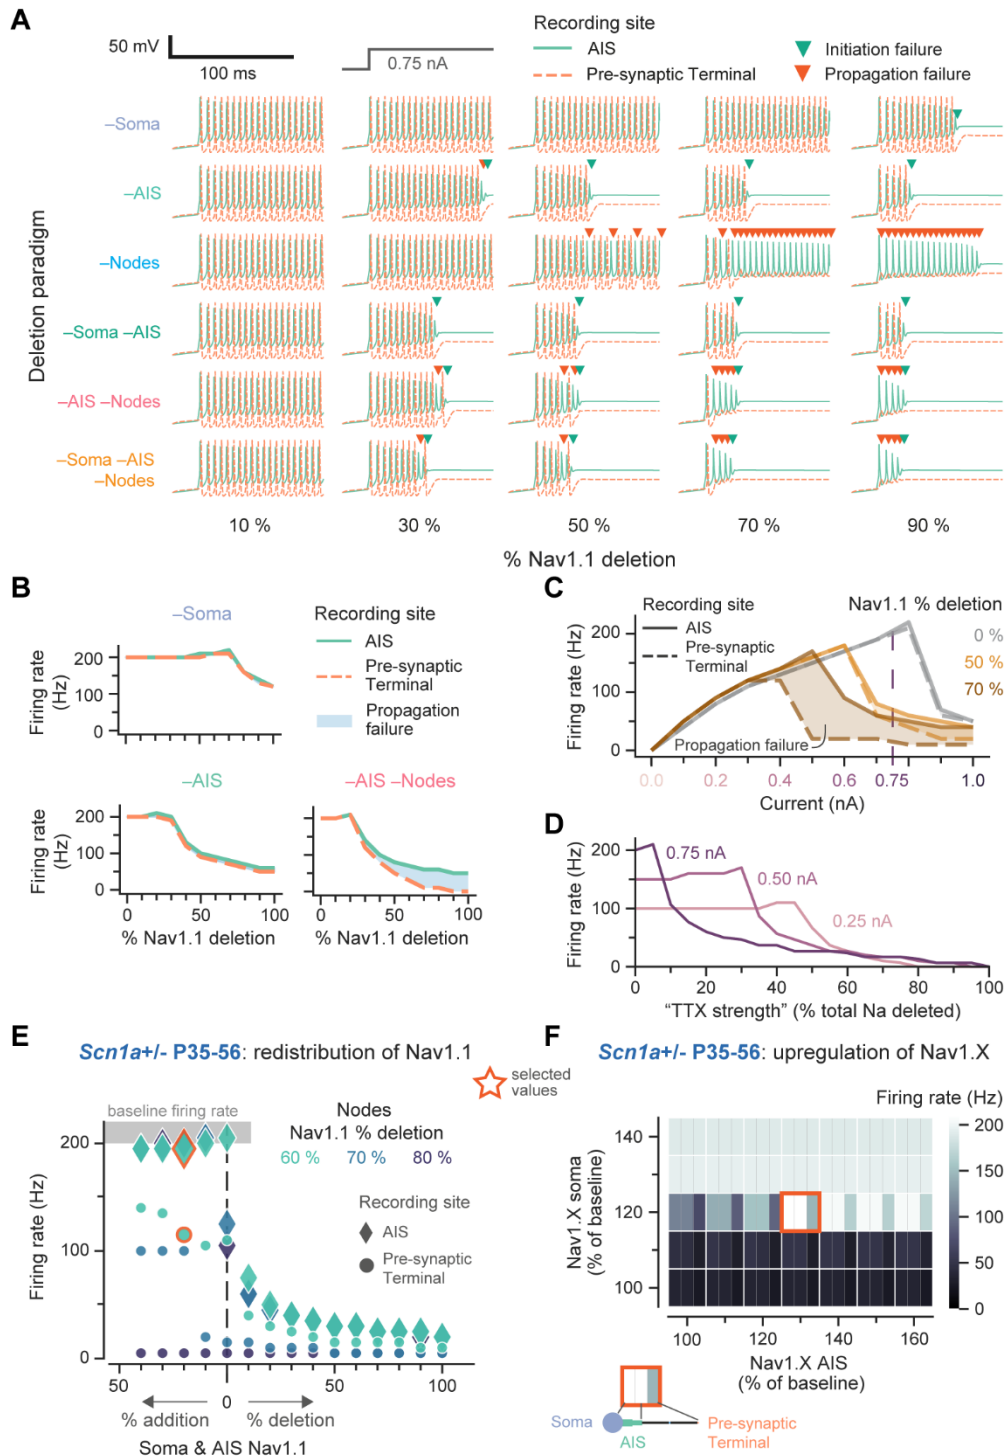 A
Recording site
AIS
Pre-synaptic Terminal
Initiation failure
Propagation failure
50 mV
100 ms
0.75 nA
Deletion paradigm
–Soma
–AIS
–Nodes
–Soma –AIS
–AIS –Nodes
–Soma –AIS
–Nodes
10 %
30 %
50 %
70 %
90 %
% Nav1.1 deletion
B
–Soma
Firing rate
(Hz)
200
100
0
Recording site
AIS
Pre-synaptic
Terminal
Propagation
failure
–AIS
–AIS –Nodes
Firing rate
(Hz)
200
100
0
0
50
100
0
50
100
% Nav1.1 deletion
% Nav1.1 deletion
C
Recording site
AIS
Pre-synaptic
Terminal
Nav1.1 % deletion
0 %
50 %
70 %
Firing rate (Hz)
200
100
0
Propagation failure
0.0
0.2
0.4
0.6
0.75
1.0
Current (nA)
D
Firing rate (Hz)
200
100
0
0.75 nA
0.50 nA
0.25 nA
0
20
40
60
80
100
“TTX strength” (% total Na deleted)
E
Scn1a+/- P35-56: redistribution of Nav1.1
selected
values
baseline firing rate
Nodes
Nav1.1 % deletion
60 %
70 %
80 %
Recording site
AIS
Pre-synaptic
Terminal
Firing rate (Hz)
200
100
0
50
0
50
100
% addition
% deletion
Soma & AIS Nav1.1
F
Scn1a+/- P35-56: upregulation of Nav1.X
Firing rate (Hz)
200
150
100
50
0
Nav1.X soma
(% of baseline)
140
120
100
100
120
140
160
Nav1.X AIS
(% of baseline)
Soma
AIS
Pre-synaptic
Terminal